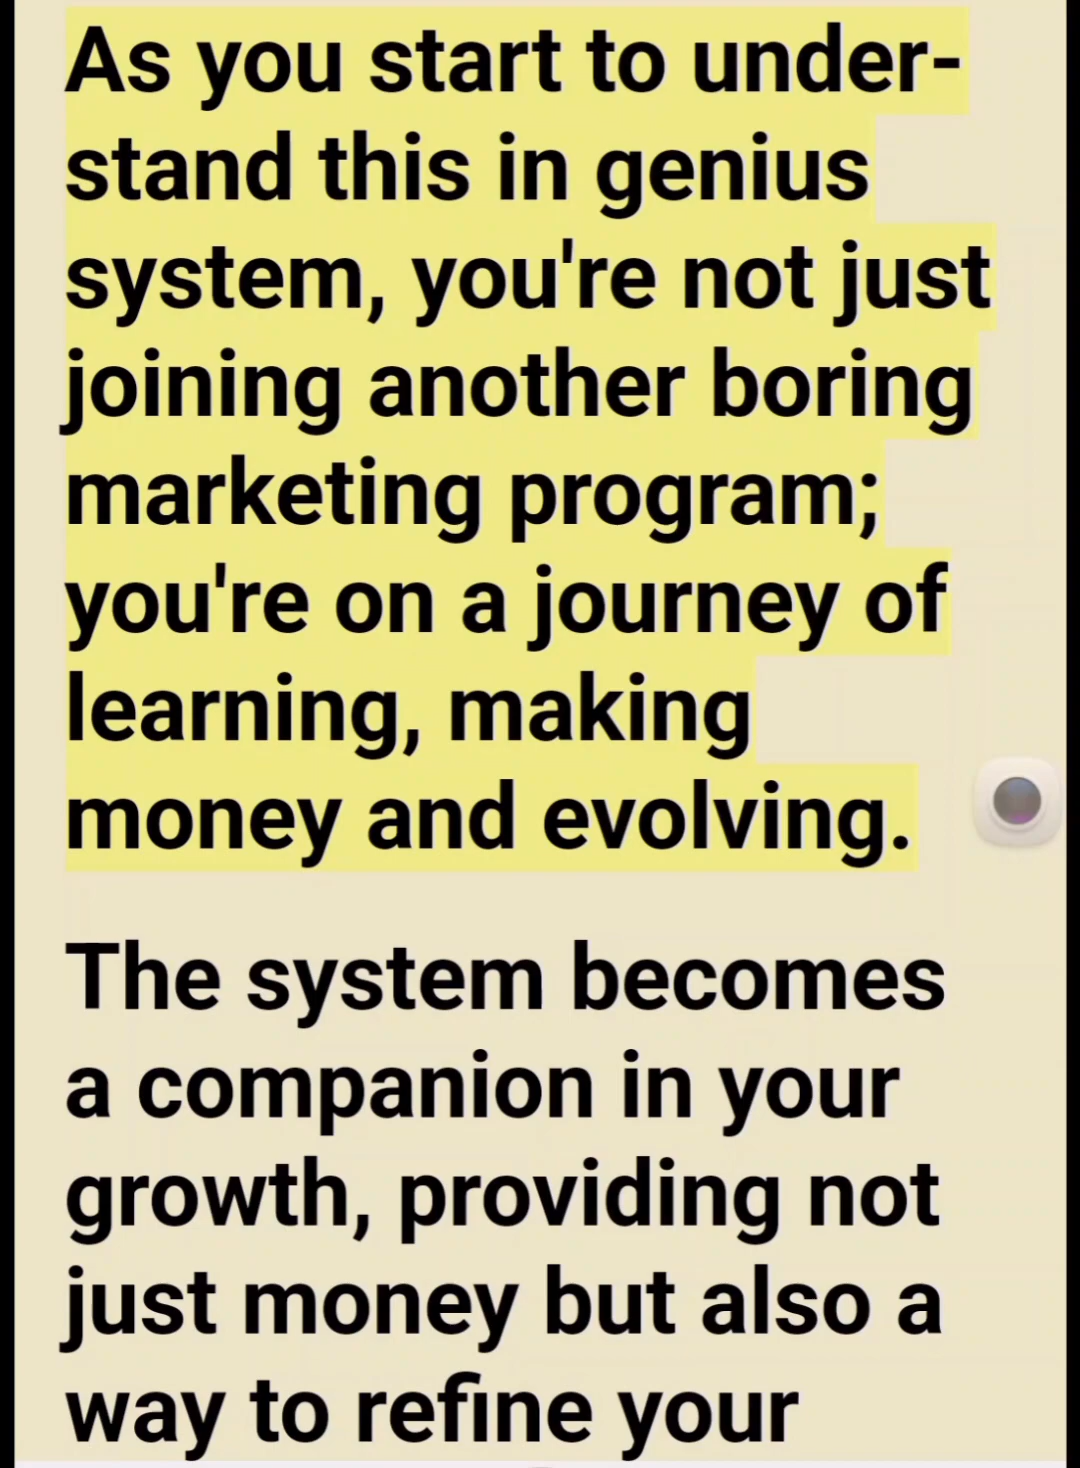 As you start to under-
stand this in genius
system, you're not just
joining another boring
marketing program;
you're on a journey of
learning, making
money and evolving.
The system becomes
a companion in your
growth, providing not
just money but also a
way to refine your